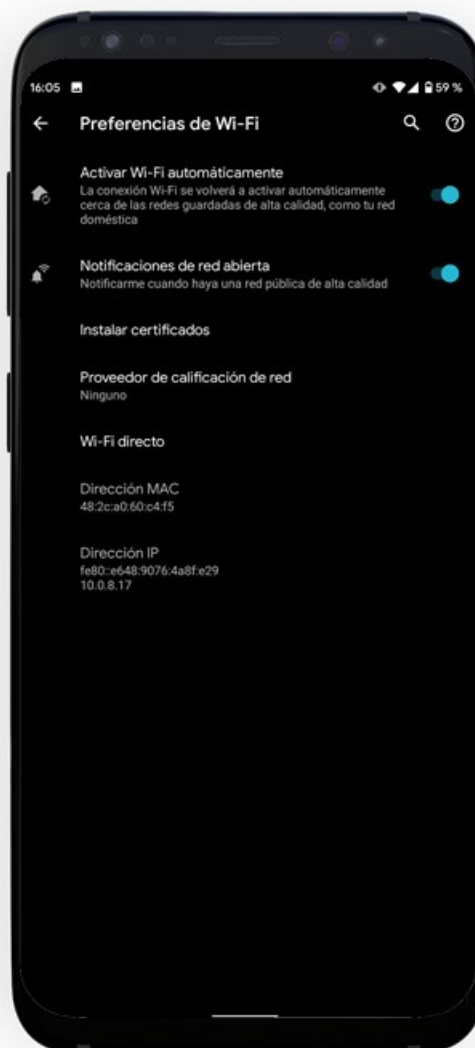 16:05
59 %
Preferencias de Wi-Fi
Activar Wi-Fi automáticamente
La conexión Wi-Fi se volverá a activar automáticamente
cerca de las redes guardadas de alta calidad, como tu red
doméstica
Notificaciones de red abierta
Notificarme cuando haya una red pública de alta calidad
Instalar certificados
Proveedor de calificación de red
Ninguno
Wi-Fi directo
Dirección MAC
48:2c:a0:60:c4:f5
Dirección IP
fe80::e648:9076:4a8f:e29
10.0.8.17